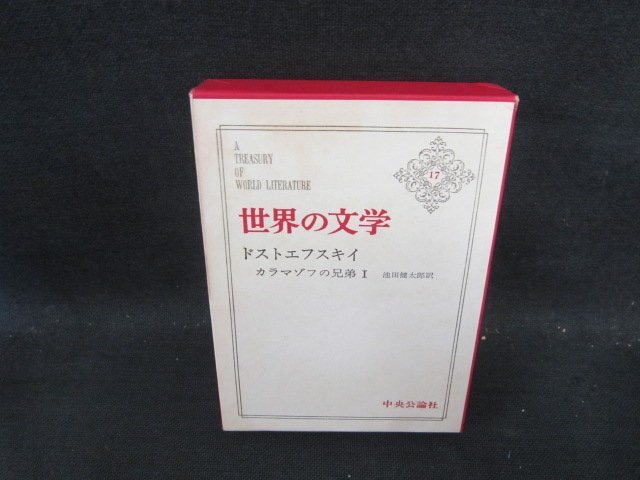 A
TREASURY
OF
WORLD LITERATURE
17
世界の文学
ドストエフスキイ
カラマゾフの兄弟 I 池田健太郎訳
中央公論社